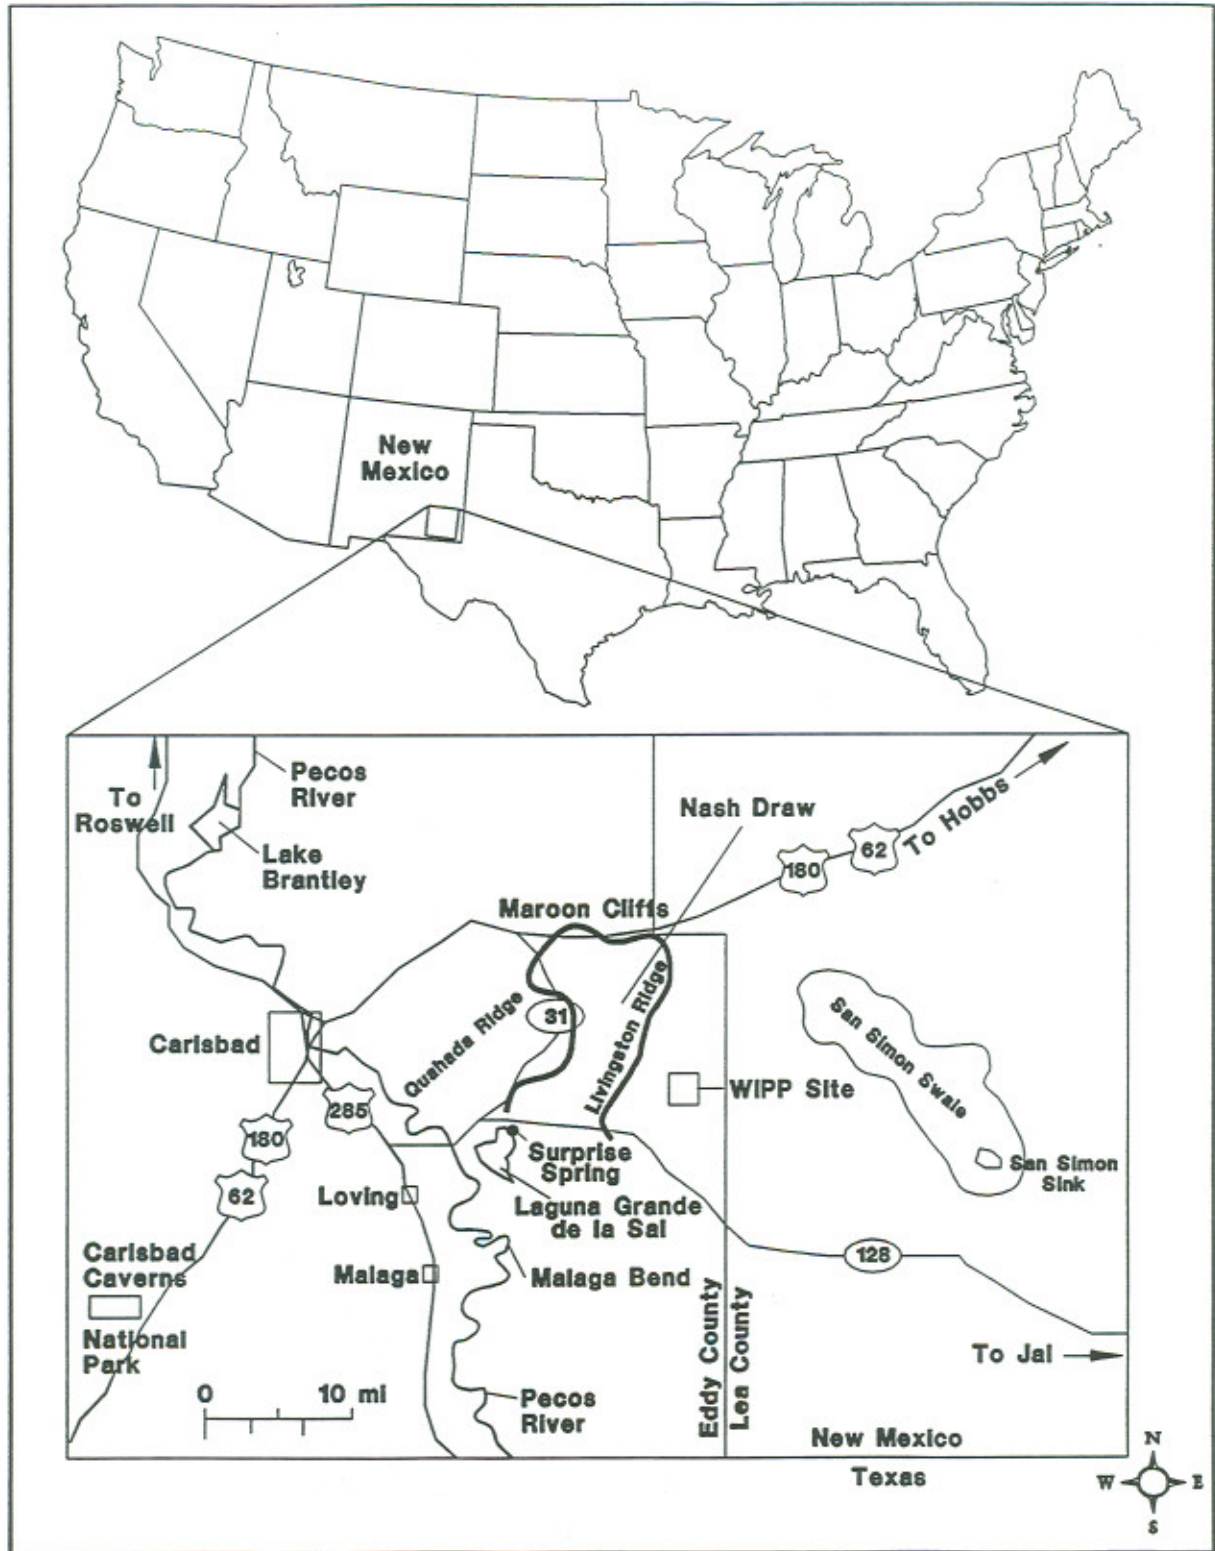 New
Mexico
Pecos
River
To
Roswell
Lake
Brantley
Nash Draw
To Hobbs
62
180
Maroon Cliffs
Quahada Ridge
31
Livingston Ridge
San Simon Swale
Carlsbad
WIPP Site
285
180
62
Surprise
Spring
San Simon
Sink
Loving
Laguna Grande
de la Sal
128
Carlsbad
Caverns
National
Park
Malaga
Malaga Bend
Eddy County
Lea County
To Jal
0 10 mi
Pecos
River
New Mexico
Texas
N
W E
S